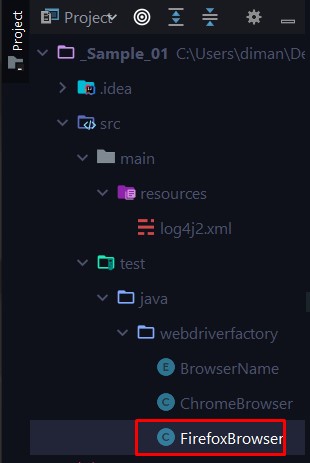 Project
Project
_Sample_01 C:\Users\diman\De
.idea
src
main
resources
log4j2.xml
test
java
webdriverfactory
E BrowserName
C ChromeBrowser
C FirefoxBrowser